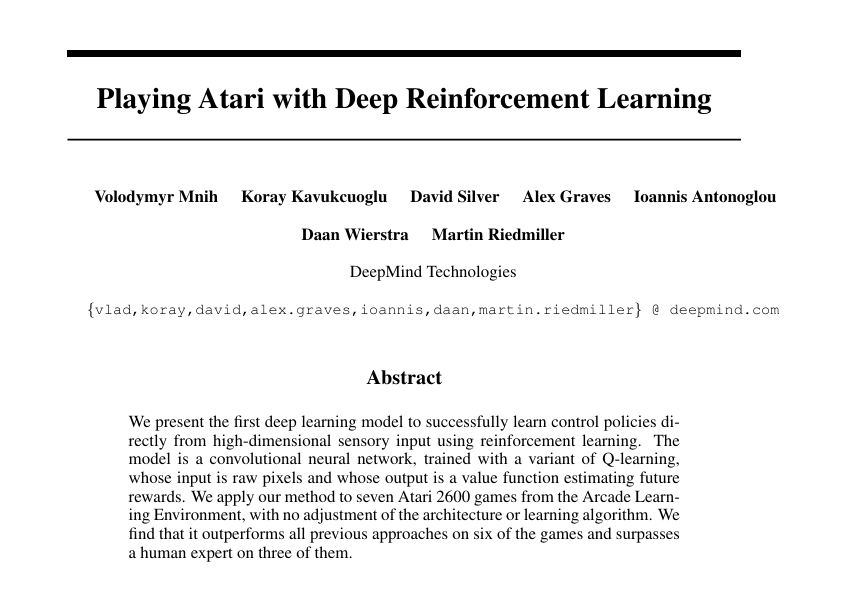 Playing Atari with Deep Reinforcement Learning
Volodymyr Mnih Koray Kavukcuoglu David Silver Alex Graves Ioannis Antonoglou
Daan Wierstra Martin Riedmiller
DeepMind Technologies
{vlad,koray,david,alex.graves,ioannis,daan,martin.riedmiller} @ deepmind.com
Abstract
We present the first deep learning model to successfully learn control policies di-
rectly from high-dimensional sensory input using reinforcement learning. The
model is a convolutional neural network, trained with a variant of Q-learning,
whose input is raw pixels and whose output is a value function estimating future
rewards. We apply our method to seven Atari 2600 games from the Arcade Learn-
ing Environment, with no adjustment of the architecture or learning algorithm. We
find that it outperforms all previous approaches on six of the games and surpasses
a human expert on three of them.